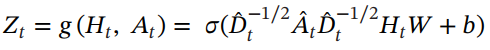 Z_t = g(H_t, A_t) = σ(D̂_t^{-1/2} Â_t D̂_t^{-1/2} H_t W + b)